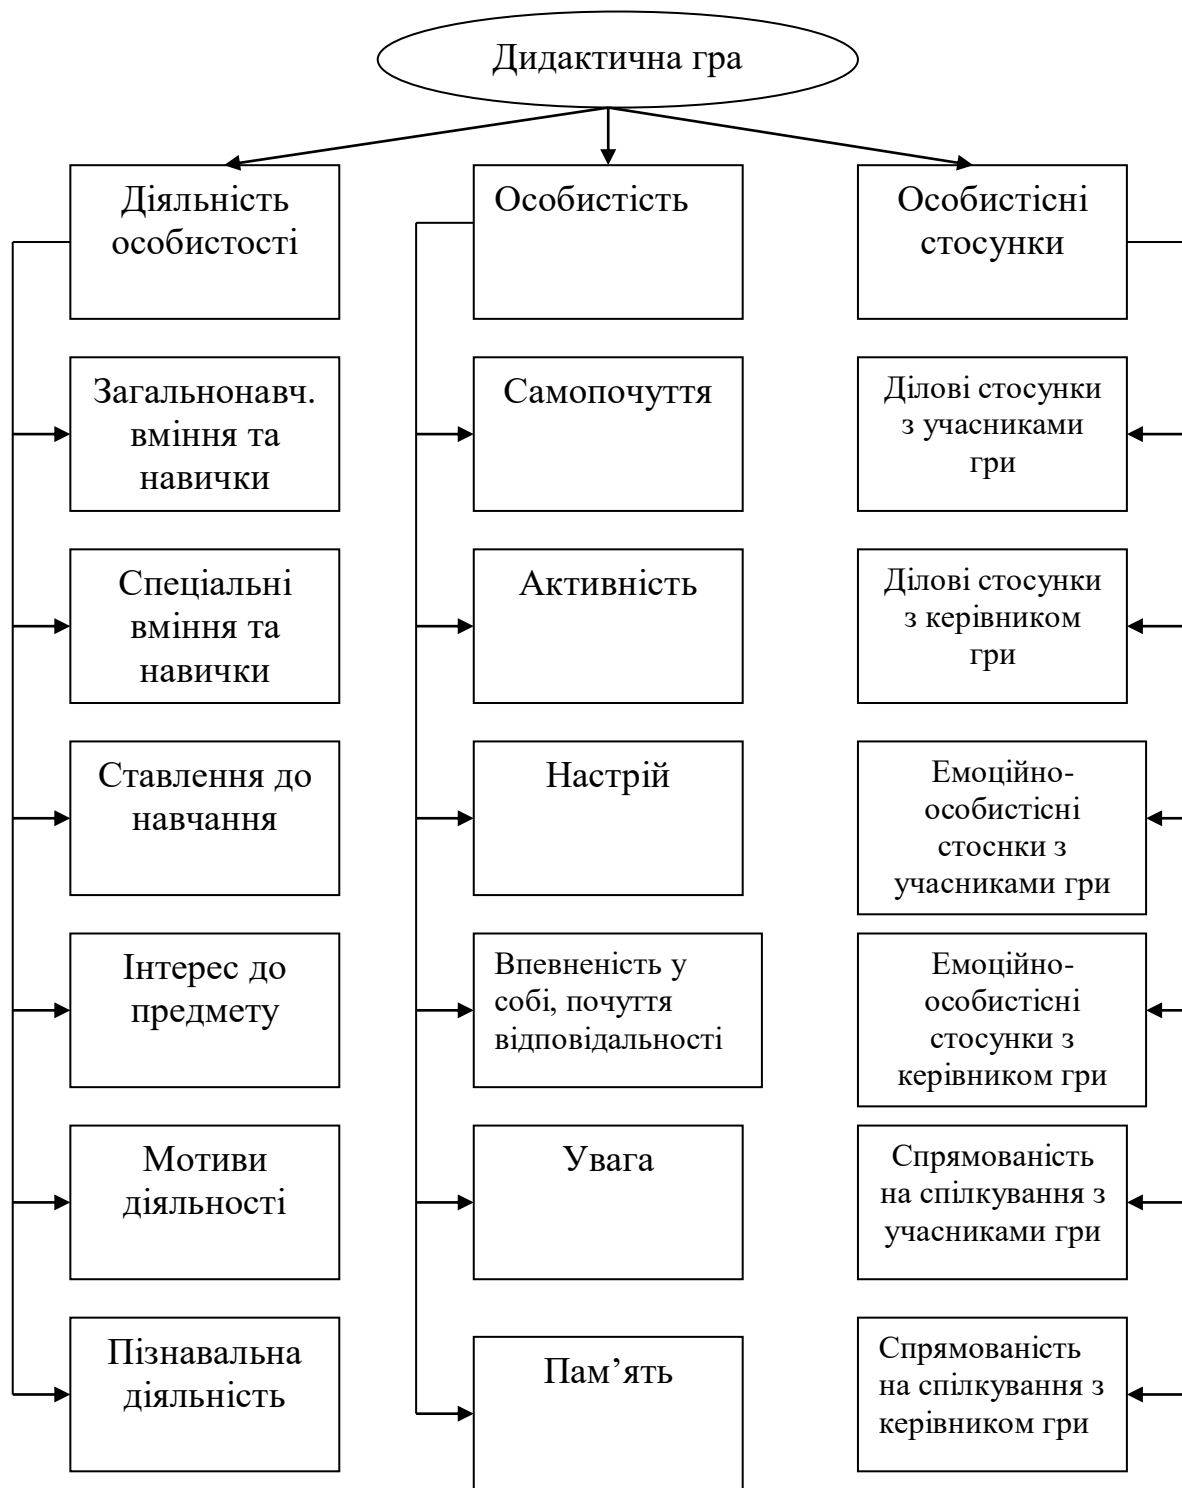 Дидактична гра
Діяльність
особистості
Загальнонавч.
вміння та
навички
Спеціальні
вміння та
навички
Ставлення до
навчання
Інтерес до
предмету
Мотиви
діяльності
Пізнавальна
діяльність
Особистість
Самопочуття
Активність
Настрій
Впевненість у
собі, почуття
відповідальності
Увага
Пам’ять
Особистісні
стосунки
Ділові стосунки
з учасниками
гри
Ділові стосунки
з керівником
гри
Емоційно-
особистісні
стоснки з
учасниками гри
Емоційно-
особистісні
стосунки з
керівником гри
Спрямованість
на спілкування з
учасниками гри
Спрямованість
на спілкування з
керівником гри